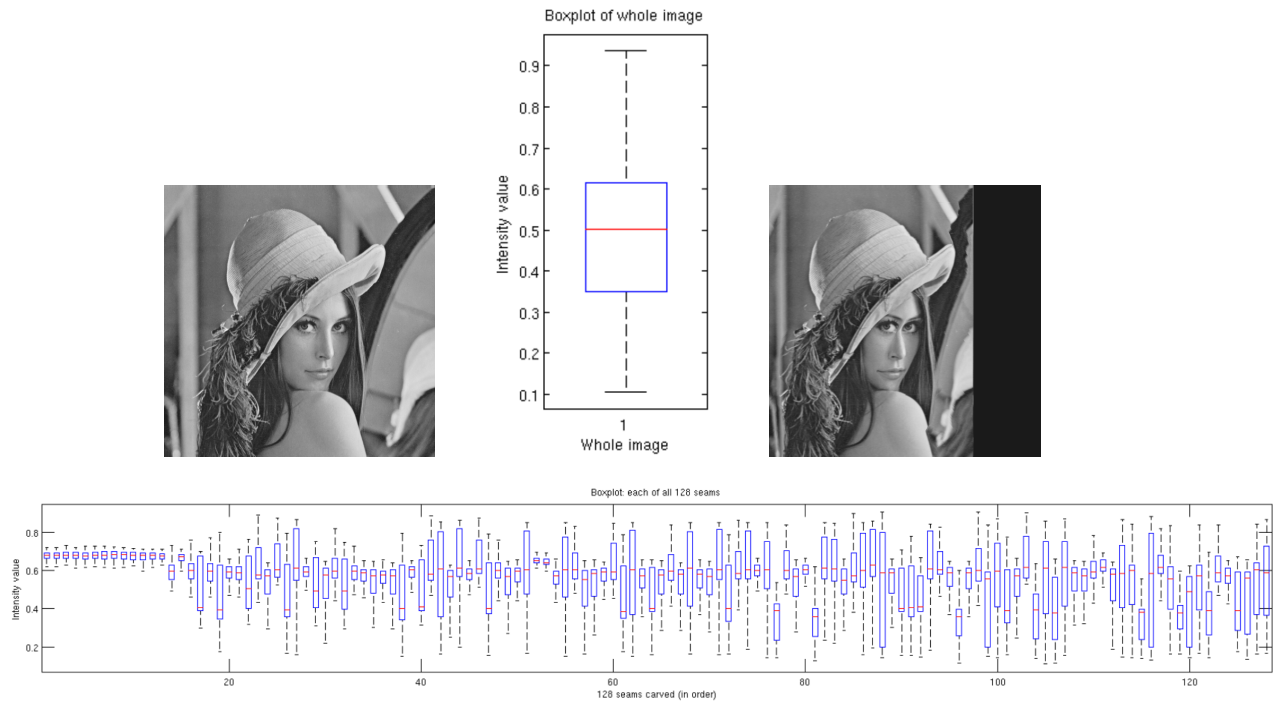 Boxplot of whole image
0.9
0.8
0.7
0.6
0.5
0.4
0.3
0.2
0.1
Intensity value
1
Whole image
Boxplot: each of all 128 seams
0.8
0.6
0.4
0.2
Intensity value
20 40 60 80 100 120
128 seams carved (in order)